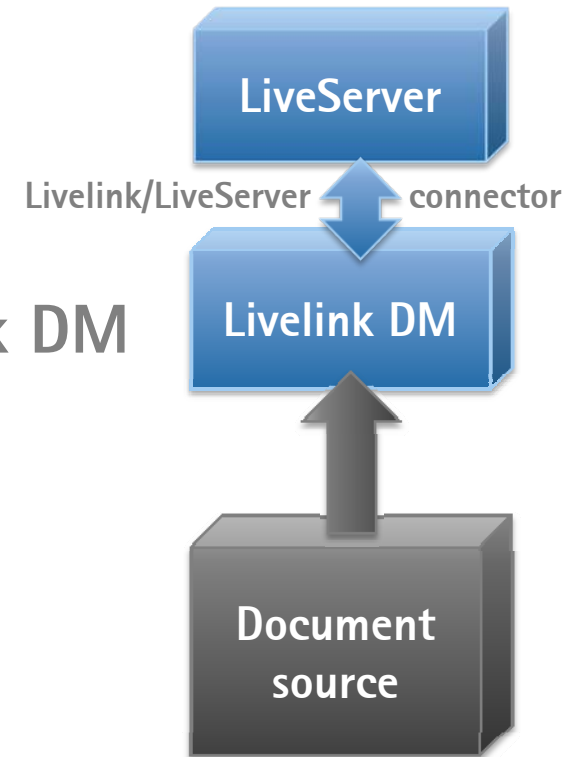 LiveServer
Livelink/LiveServer connector
Livelink DM
k DM
Document
source